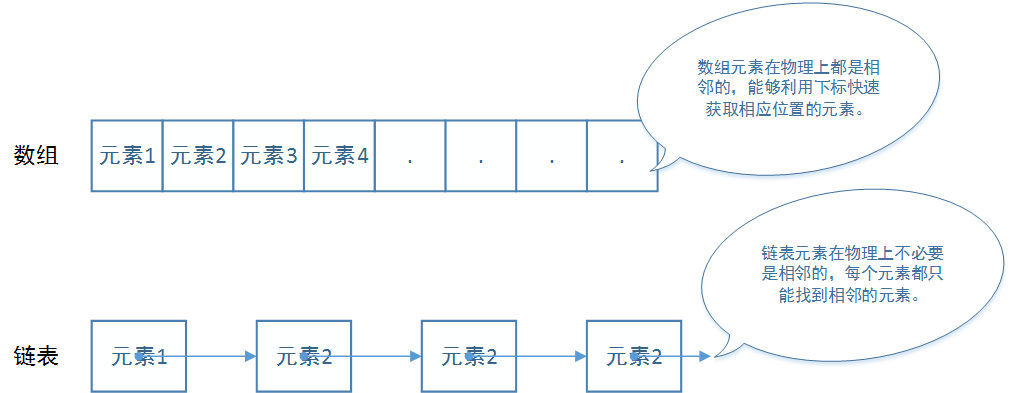 数组元素在物理上都是相
邻的，能够利用下标快速
获取相应位置的元素。
数组
元素1 元素2 元素3 元素4 . . . .
链表元素在物理上不必要
是相邻的，每个元素都只
能找到相邻的元素。
链表
元素1 元素2 元素2 元素2